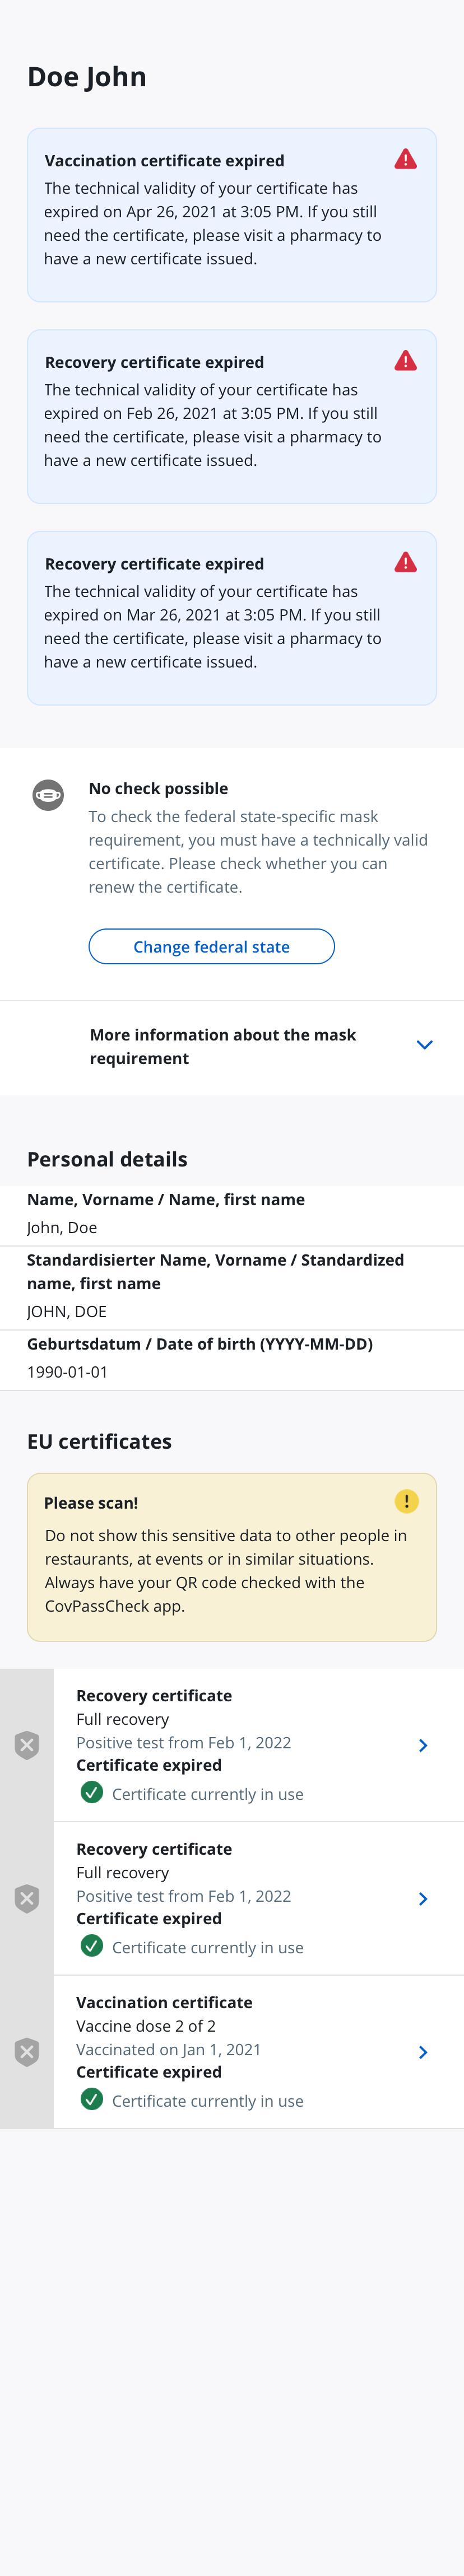 Doe John
Vaccination certificate expired
The technical validity of your certificate has
expired on Apr 26, 2021 at 3:05 PM. If you still
need the certificate, please visit a pharmacy to
have a new certificate issued.
Recovery certificate expired
The technical validity of your certificate has
expired on Feb 26, 2021 at 3:05 PM. If you still
need the certificate, please visit a pharmacy to
have a new certificate issued.
Recovery certificate expired
The technical validity of your certificate has
expired on Mar 26, 2021 at 3:05 PM. If you still
need the certificate, please visit a pharmacy to
have a new certificate issued.
No check possible
To check the federal state-specific mask
requirement, you must have a technically valid
certificate. Please check whether you can
renew the certificate.
Change federal state
More information about the mask
requirement
Personal details
Name, Vorname / Name, first name
John, Doe
Standardisierter Name, Vorname / Standardized
name, first name
JOHN, DOE
Geburtsdatum / Date of birth (YYYY-MM-DD)
1990-01-01
EU certificates
Please scan!
Do not show this sensitive data to other people in
restaurants, at events or in similar situations.
Always have your QR code checked with the
CovPassCheck app.
Recovery certificate
Full recovery
Positive test from Feb 1, 2022
Certificate expired
Certificate currently in use
Recovery certificate
Full recovery
Positive test from Feb 1, 2022
Certificate expired
Certificate currently in use
Vaccination certificate
Vaccine dose 2 of 2
Vaccinated on Jan 1, 2021
Certificate expired
Certificate currently in use